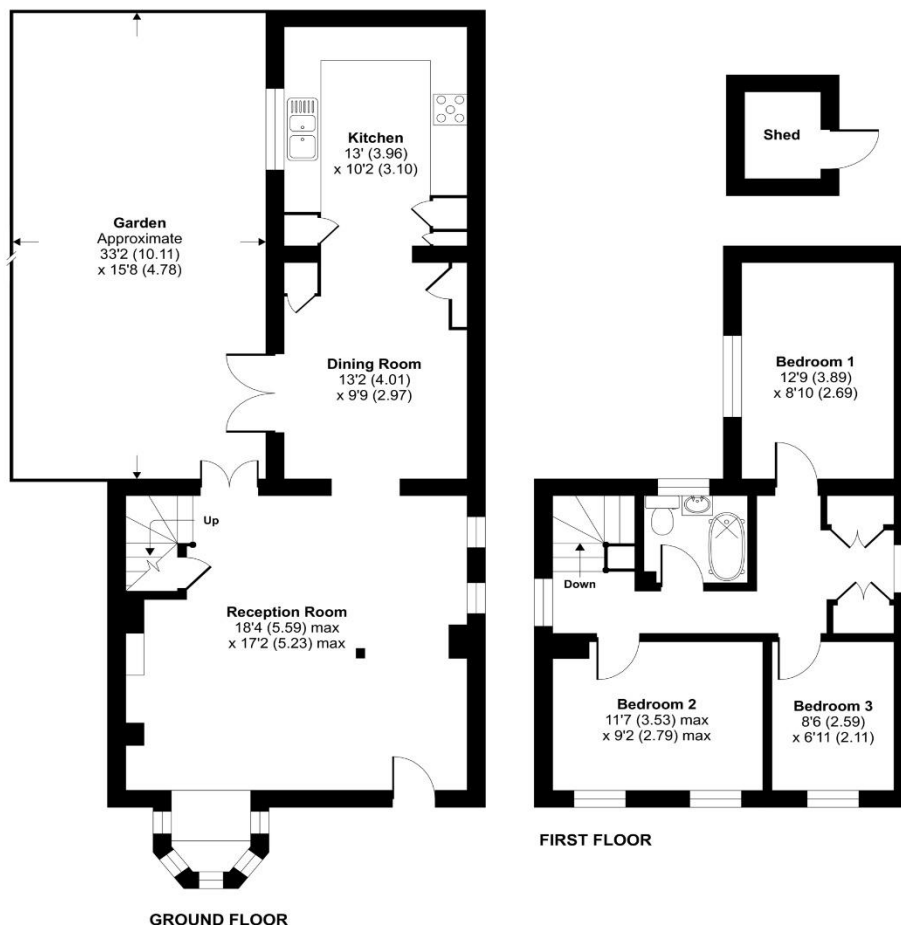 Kitchen
13' (3.96)
x 10'2 (3.10)
Shed
Garden
Approximate
33'2 (10.11)
x 15'8 (4.78)
Dining Room
13'2 (4.01)
x 9'9 (2.97)
Bedroom 1
12'9 (3.89)
x 8'10 (2.69)
Up
Down
Reception Room
18'4 (5.59) max
x 17'2 (5.23) max
Bedroom 2
11'7 (3.53) max
x 9'2 (2.79) max
Bedroom 3
8'6 (2.59)
x 6'11 (2.11)
FIRST FLOOR
GROUND FLOOR